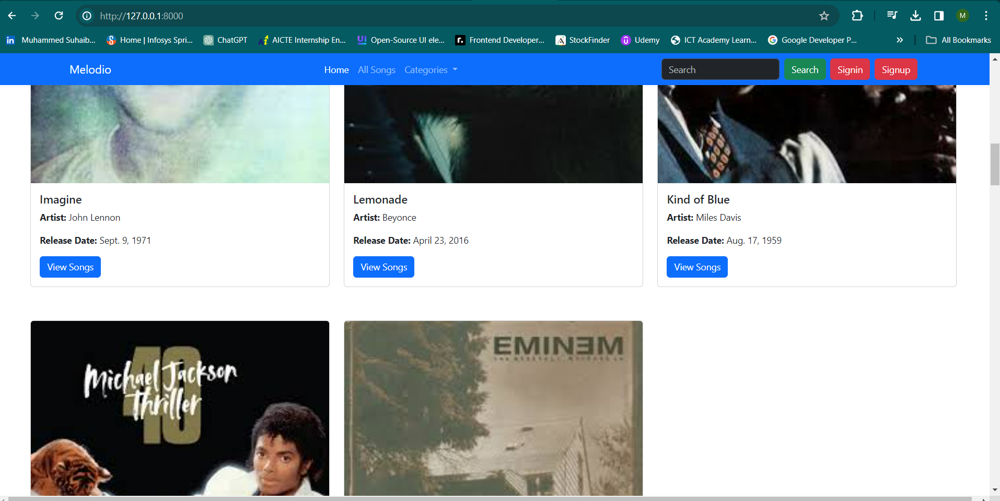 http://127.0.0.1:8000
M
Muhammed Suhaib... Home | Infosys Spri... ChatGPT AICTE Internship En... Open-Source UI ele... Frontend Developer... StockFinder Udemy ICT Academy Learn... Google Developer P... » All Bookmarks
Melodio Home All Songs Categories Search Search Signin Signup
Imagine Lemonade Kind of Blue
Artist: John Lennon Artist: Beyonce Artist: Miles Davis
Release Date: Sept. 9, 1971 Release Date: April 23, 2016 Release Date: Aug. 17, 1959
View Songs View Songs View Songs
40
Michael Jackson
Thriller
EMINƎM